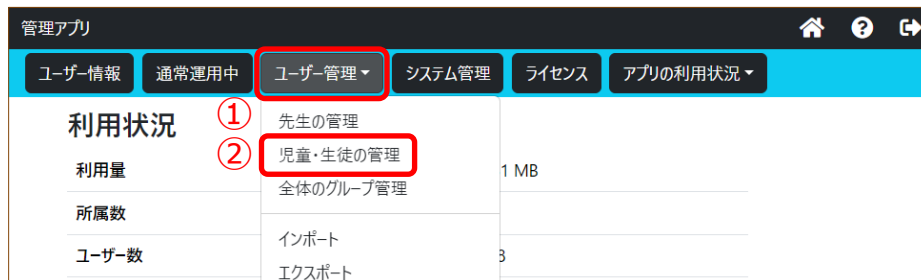 管理アプリ
ユーザー情報 通常運用中 ユーザー管理 システム管理 ライセンス アプリの利用状況
利用状況
① 先生の管理
② 児童・生徒の管理
利用量 1 MB
全体のグループ管理
所属数
インポート
ユーザー数
エクスポート